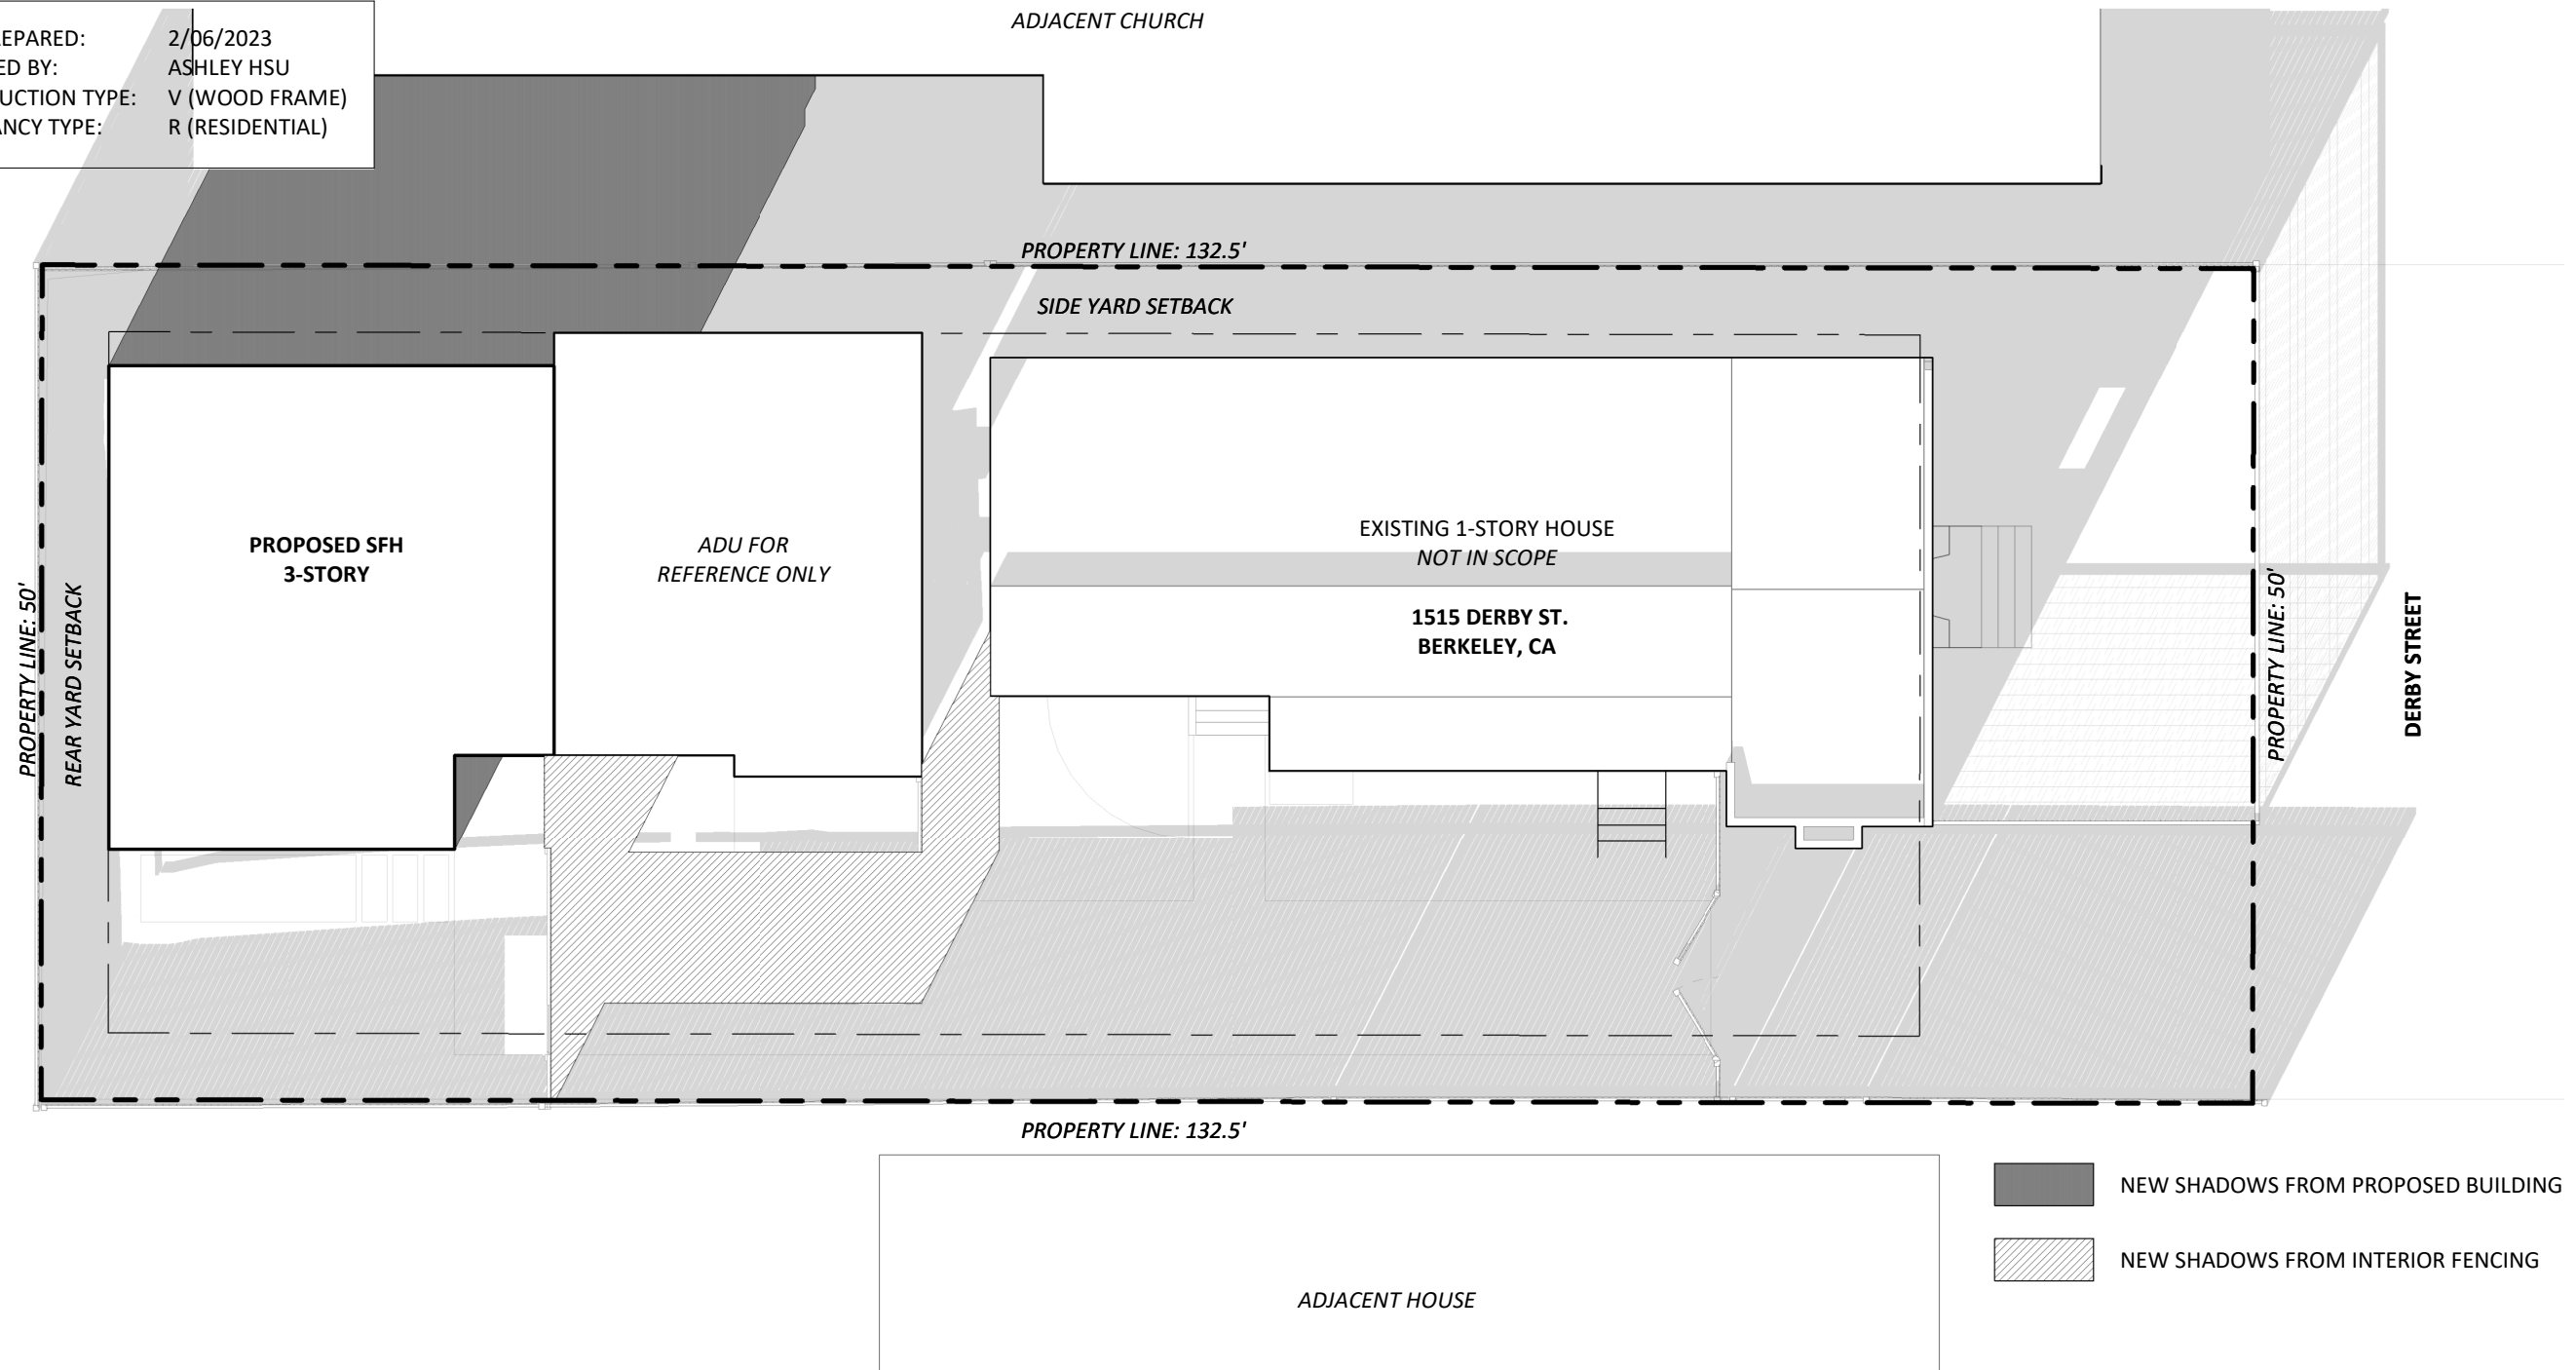 ADJACENT CHURCH
EPARED: 2/06/2023
ED BY: ASHLEY HSU
UCTION TYPE: V (WOOD FRAME)
ANCY TYPE: R (RESIDENTIAL)
PROPERTY LINE: 132.5'
SIDE YARD SETBACK
PROPOSED SFH
3-STORY
ADU FOR
REFERENCE ONLY
EXISTING 1-STORY HOUSE
NOT IN SCOPE
1515 DERBY ST.
BERKELEY, CA
PROPERTY LINE: 50'
REAR YARD SETBACK
PROPERTY LINE: 50'
DERBY STREET
PROPERTY LINE: 132.5'
NEW SHADOWS FROM PROPOSED BUILDING
NEW SHADOWS FROM INTERIOR FENCING
ADJACENT HOUSE